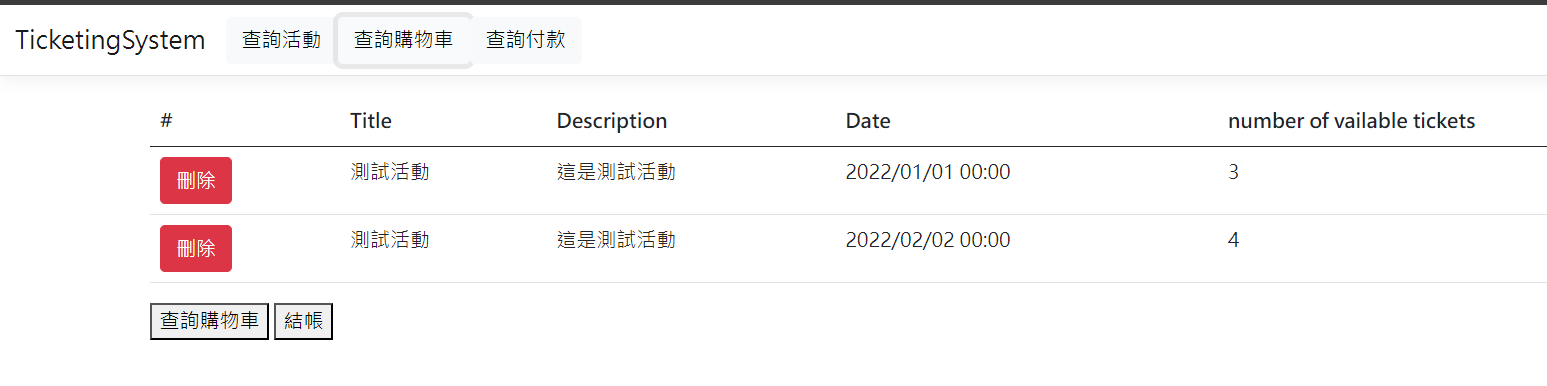 TicketingSystem 查詢活動 查詢購物車 查詢付款
# Title Description Date number of vailable tickets
刪除 測試活動 這是測試活動 2022/01/01 00:00 3
刪除 測試活動 這是測試活動 2022/02/02 00:00 4
查詢購物車 結帳